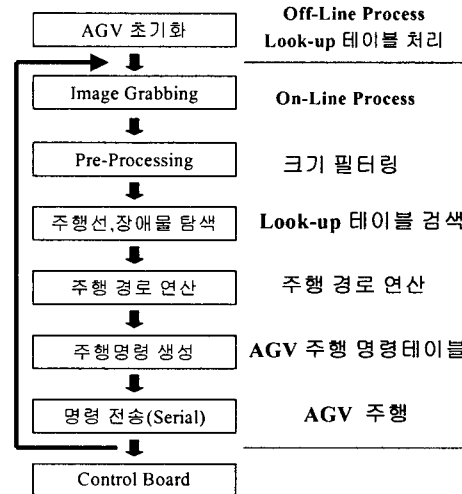 AGV 초기화
Off-Line Process
Look-up 테이블 처리
Image Grabbing
On-Line Process
Pre-Processing
크기 필터링
주행선,장애물 탐색
Look-up 테이블 검색
주행 경로 연산
주행 경로 연산
주행명령 생성
AGV 주행 명령테이블
명령 전송(Serial)
AGV 주행
Control Board